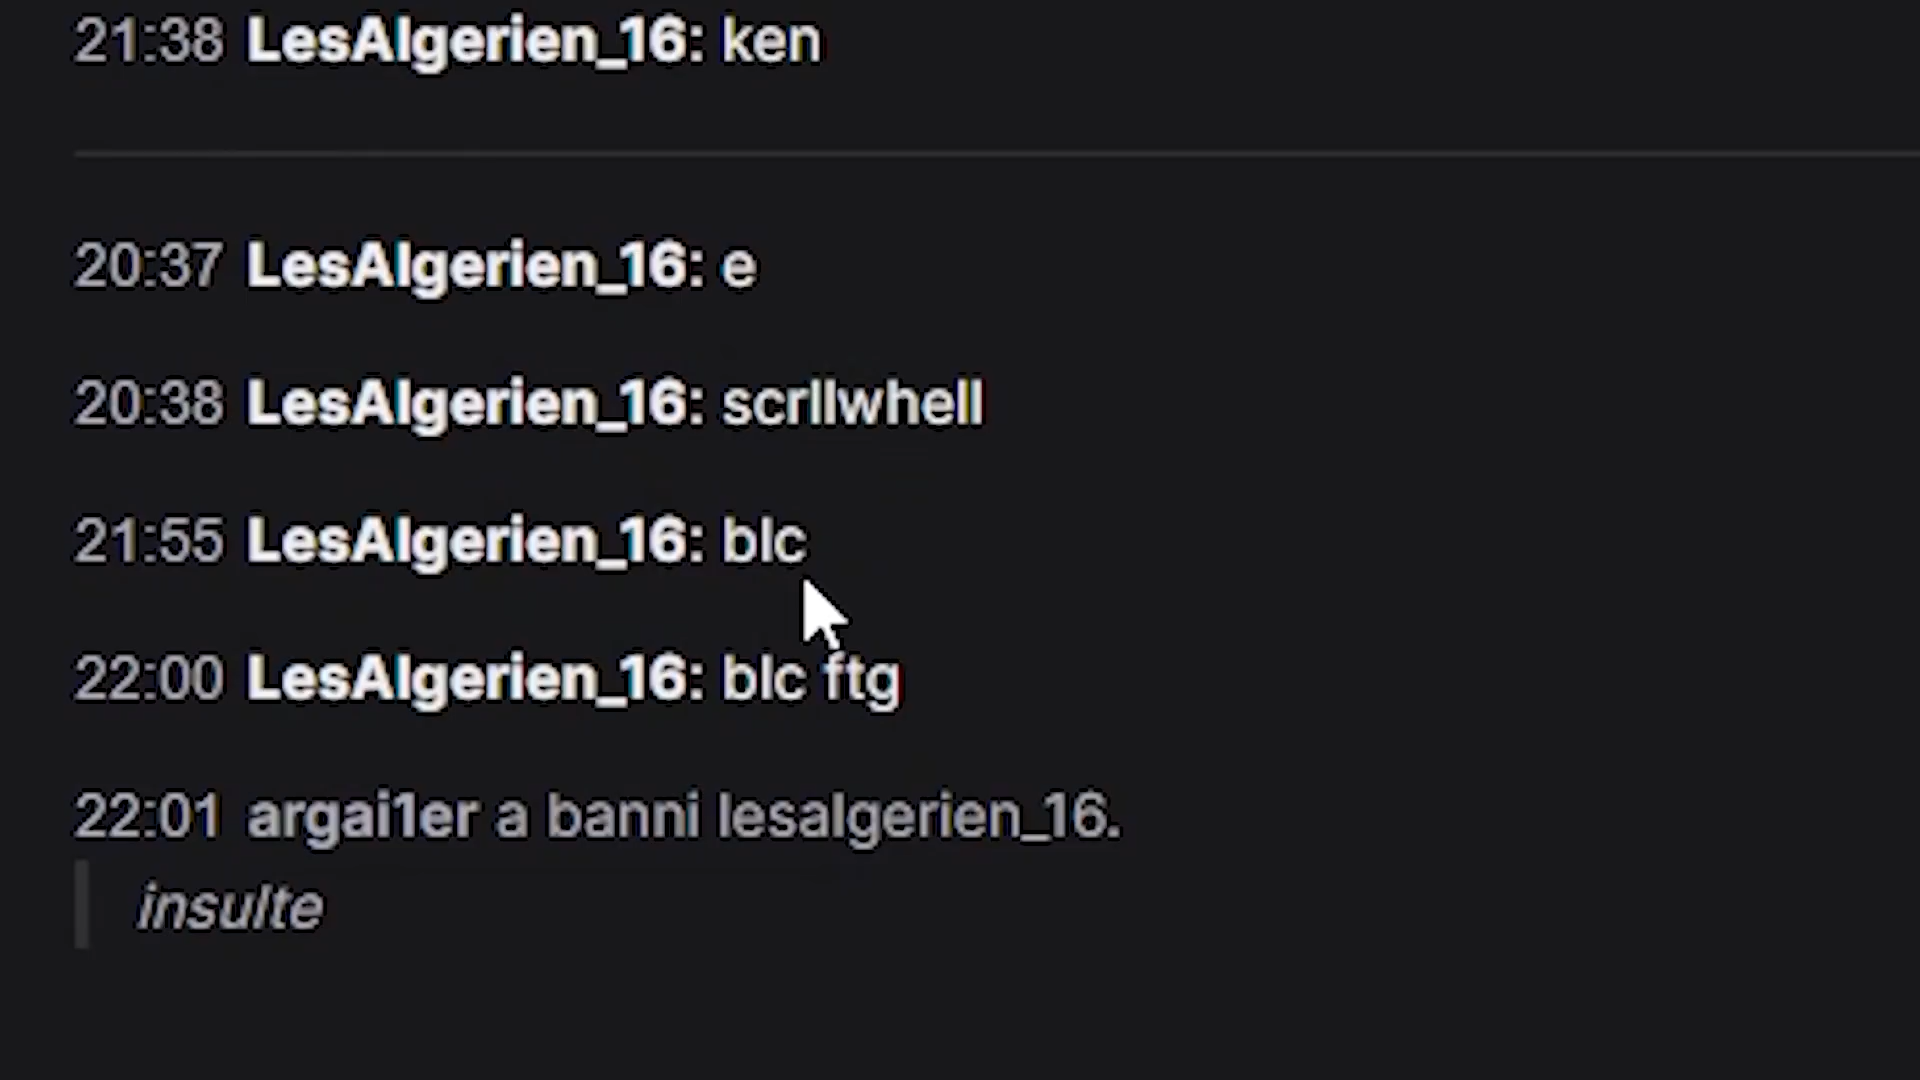 21:38 LesAlgerien_16: ken
20:37 LesAlgerien_16: e
20:38 LesAlgerien_16: scrllwhell
21:55 LesAlgerien_16: blc
22:00 LesAlgerien_16: blc ftg
22:01 argai1er a banni lesalgerien_16.
insulte